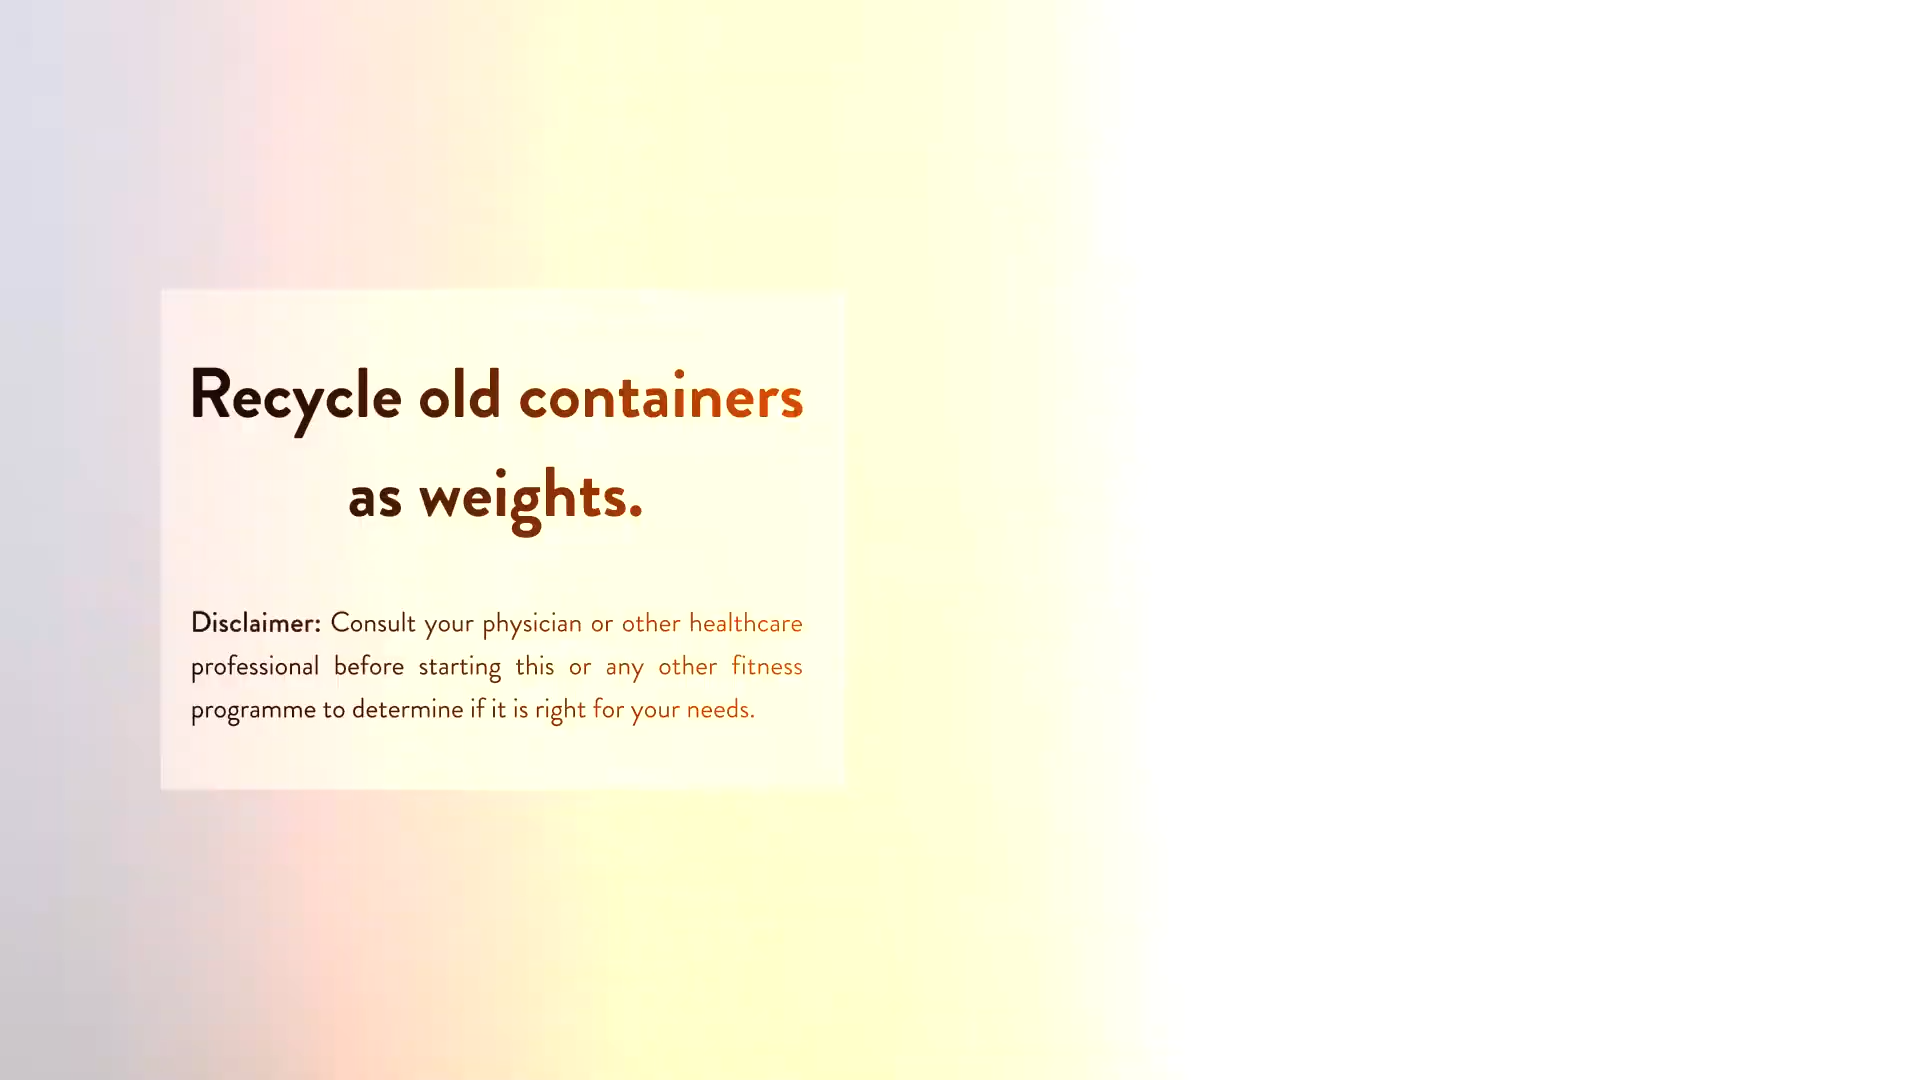 Recycle old containers
as weights.
Disclaimer: Consult your physician or other healthcare
professional before starting this or any other fitness
programme to determine if it is right for your needs.